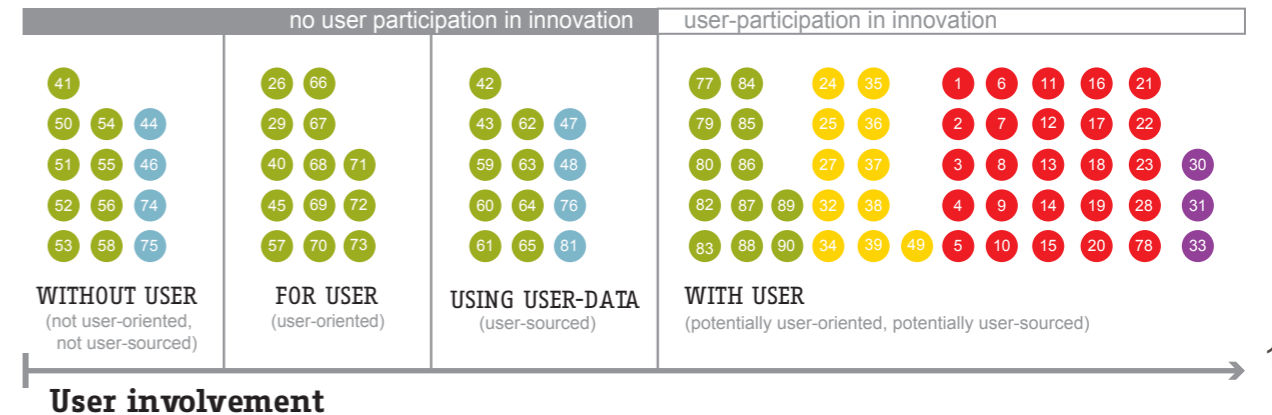 no user participation in innovation user-participation in innovation
41 26 66 42 77 84 24 35 1 6 11 16 21
50 54 44 29 67 43 62 47 79 85 25 36 2 7 12 17 22
51 55 46 40 68 71 59 63 48 80 86 27 37 3 8 13 18 23 30
52 56 74 45 69 72 60 64 76 82 87 89 32 38 4 9 14 19 28 31
53 58 75 57 70 73 61 65 81 83 88 90 34 39 49 5 10 15 20 78 33
WITHOUT USER FOR USER USING USER-DATA WITH USER
(not user-oriented, (user-oriented) (user-sourced) (potentially user-oriented, potentially user-sourced)
not user-sourced)
User involvement